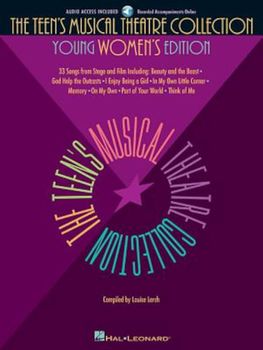 AUDIO ACCESS INCLUDED Recorded Accompaniments Online
THE TEEN'S MUSICAL THEATRE COLLECTION
YOUNG WOMEN'S EDITION
33 Songs from Stage and Film Including: Beauty and the Beast •
God Help the Outcasts • I Enjoy Being a Girl • In My Own Little Corner •
Memory • On My Own • Part of Your World • Think of Me
THE TEEN'S MUSICAL THEATRE COLLECTION
Compiled by Louise Lerch
HAL•LEONARD®